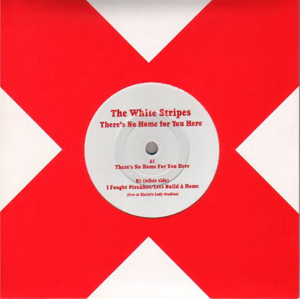 The White Stripes
There's No Home for You Here
A1
There's No Home For You Here
B1 (other side)
I Fought Piranhas/Lets Build A Home
(live at Electric Lady Studios)